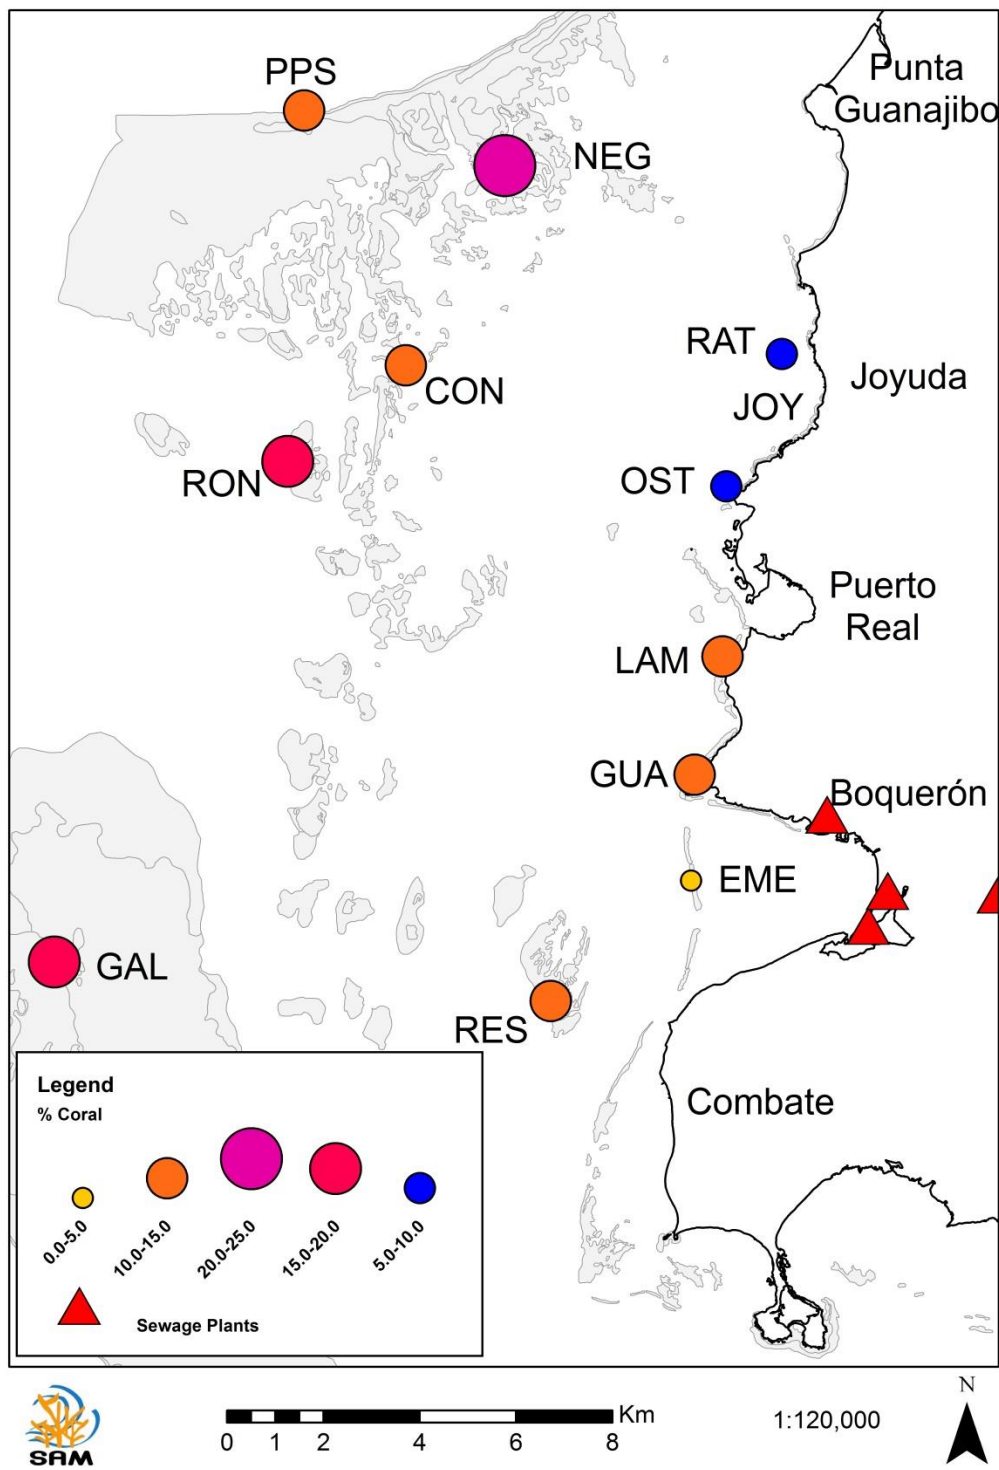 PPS
Punta
Guanajibo
NEG
RAT
Joyuda
CON
JOY
RON
OST
Puerto
Real
LAM
GUA
Boquerón
EME
GAL
RES
Combate
Legend
% Coral
0.0-5.0
10.0-15.0
20.0-25.0
15.0-20.0
5.0-10.0
Sewage Plants
SAM
0 1 2 4 6 8
Km
1:120,000
N